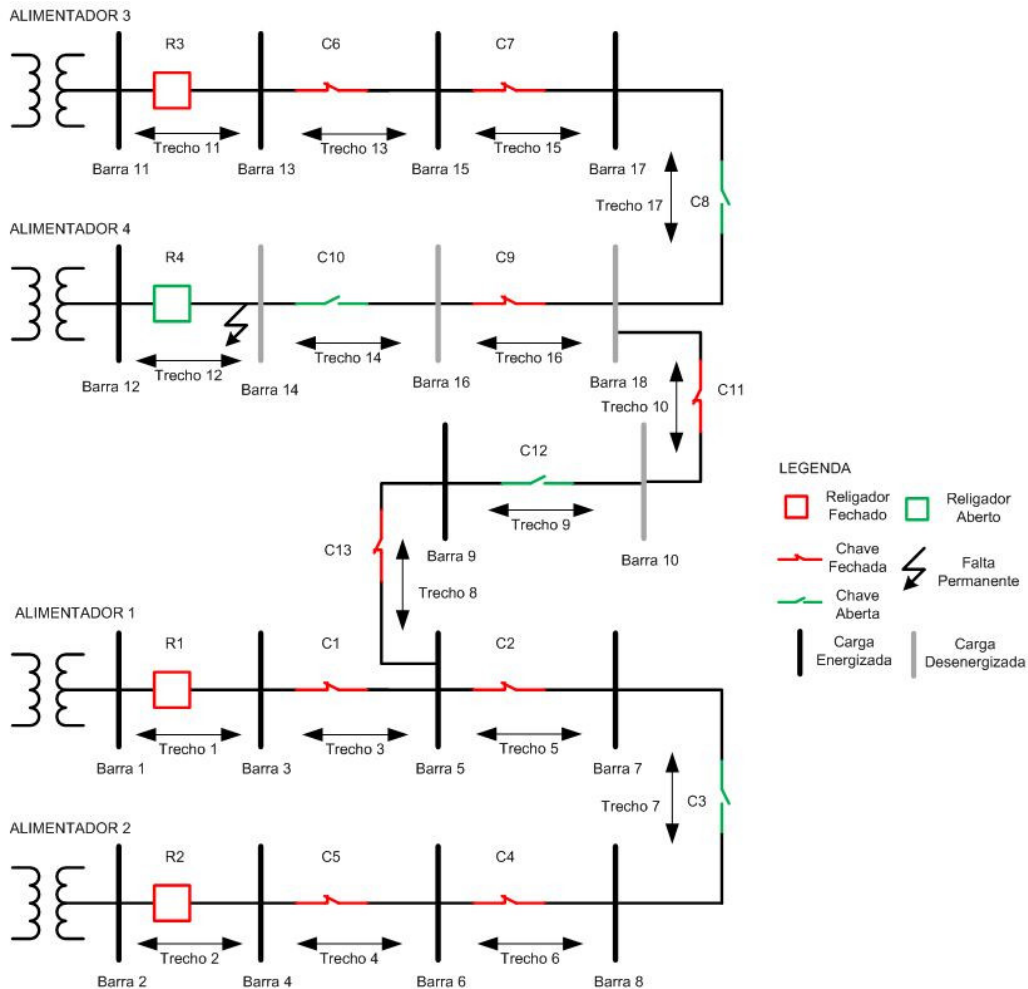 ALIMENTADOR 3
R3
C6
C7
Trecho 11
Trecho 13
Trecho 15
Barra 11
Barra 13
Barra 15
Barra 17
Trecho 17
C8
ALIMENTADOR 4
R4
C10
C9
Trecho 12
Trecho 14
Trecho 16
Barra 12
Barra 14
Barra 16
Barra 18
Trecho 10
C11
C12
Trecho 9
Barra 9
Barra 10
C13
Trecho 8
LEGENDA
Religador
Fechado
Religador
Aberto
Chave
Fechada
Falta
Permanente
Chave
Aberta
Carga
Energizada
Carga
Desenergizada
ALIMENTADOR 1
R1
C1
C2
Trecho 1
Trecho 3
Trecho 5
Barra 1
Barra 3
Barra 5
Barra 7
Trecho 7
C3
ALIMENTADOR 2
R2
C5
C4
Trecho 2
Trecho 4
Trecho 6
Barra 2
Barra 4
Barra 6
Barra 8